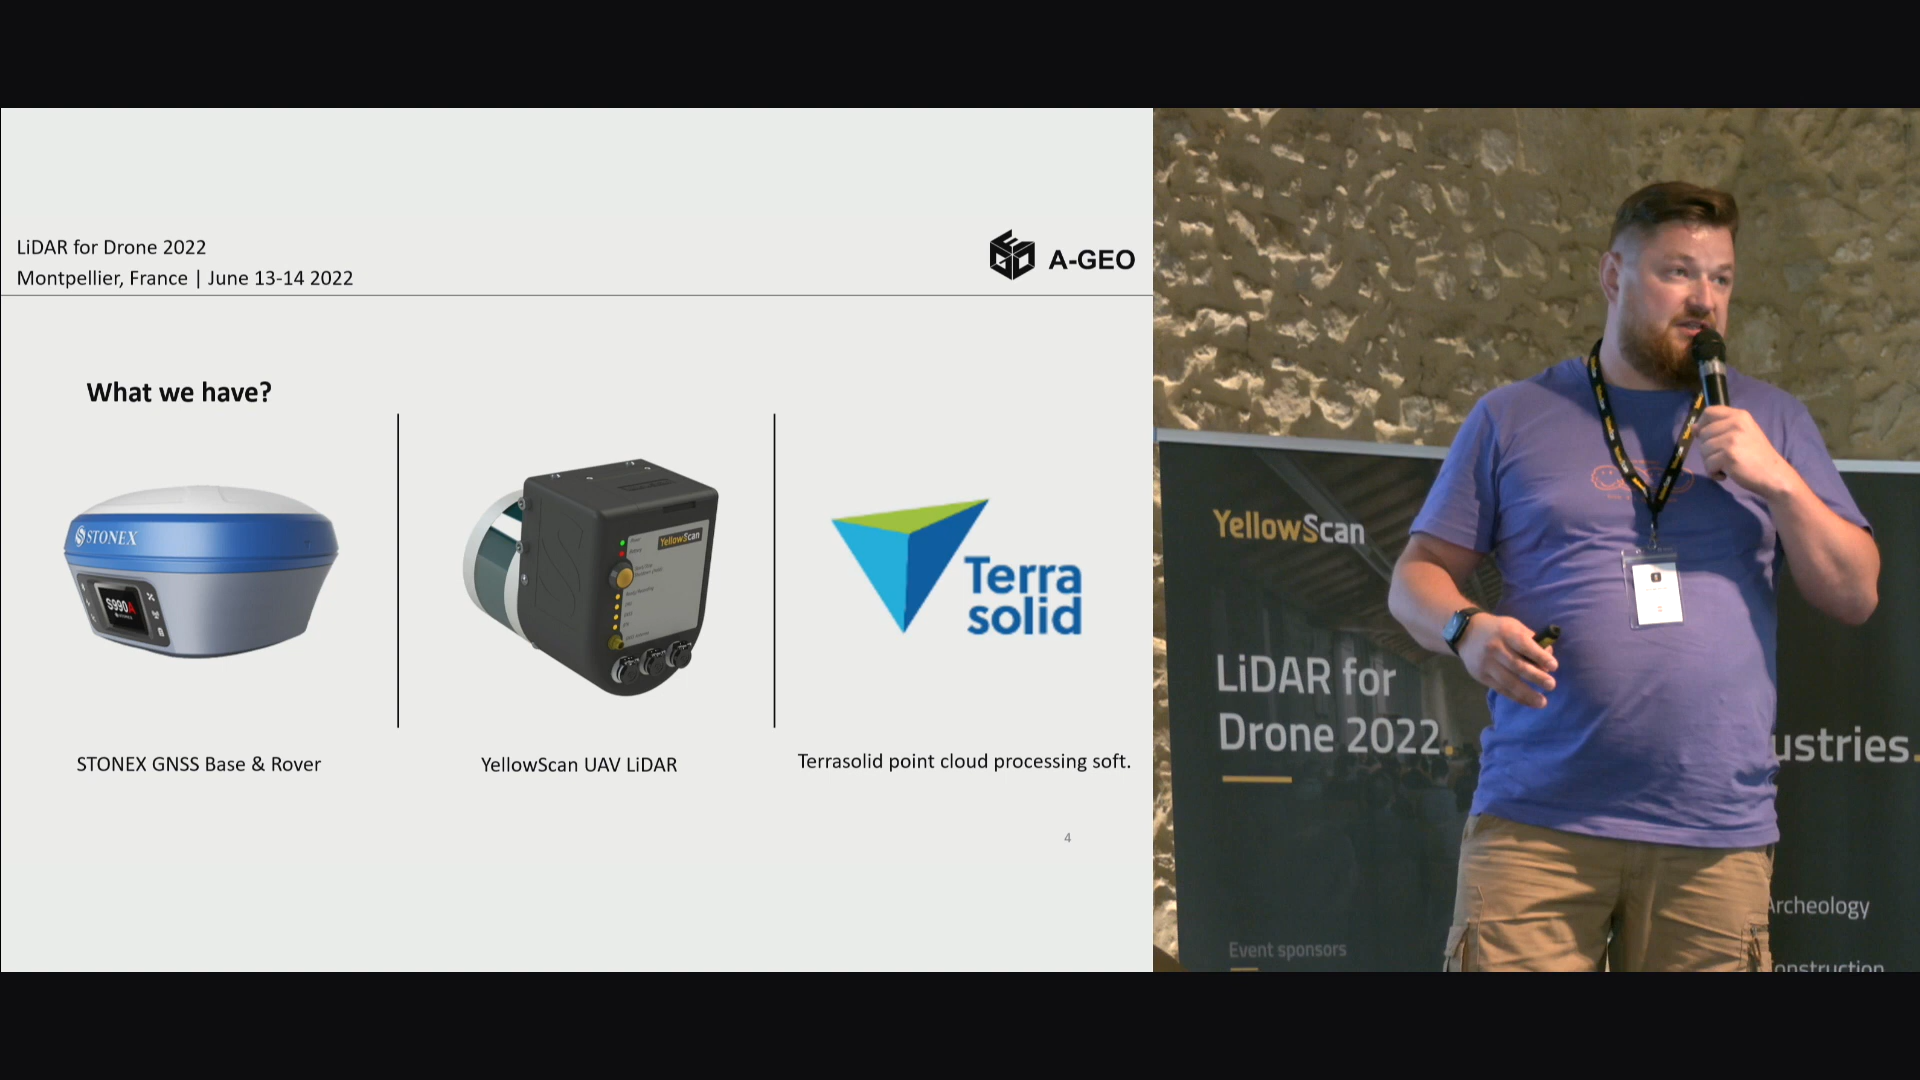 LiDAR for Drone 2022
Montpellier, France | June 13-14 2022
A-GEO
What we have?
STONEX
S990A
YellowScan
Terra
solid
STONEX GNSS Base & Rover
YellowScan UAV LiDAR
Terrasolid point cloud processing soft.
4
YellowScan
LiDAR for
Drone 2022.
ustries.
Archeology
onstruction
Event sponsors